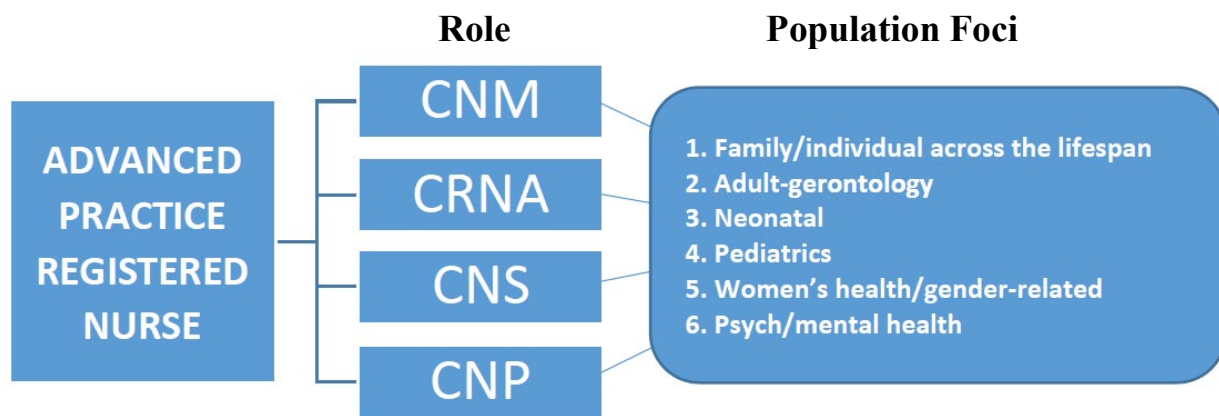 Role
Population Foci
ADVANCED
PRACTICE
REGISTERED
NURSE
CNM
CRNA
CNS
CNP
1. Family/individual across the lifespan
2. Adult-gerontology
3. Neonatal
4. Pediatrics
5. Women’s health/gender-related
6. Psych/mental health